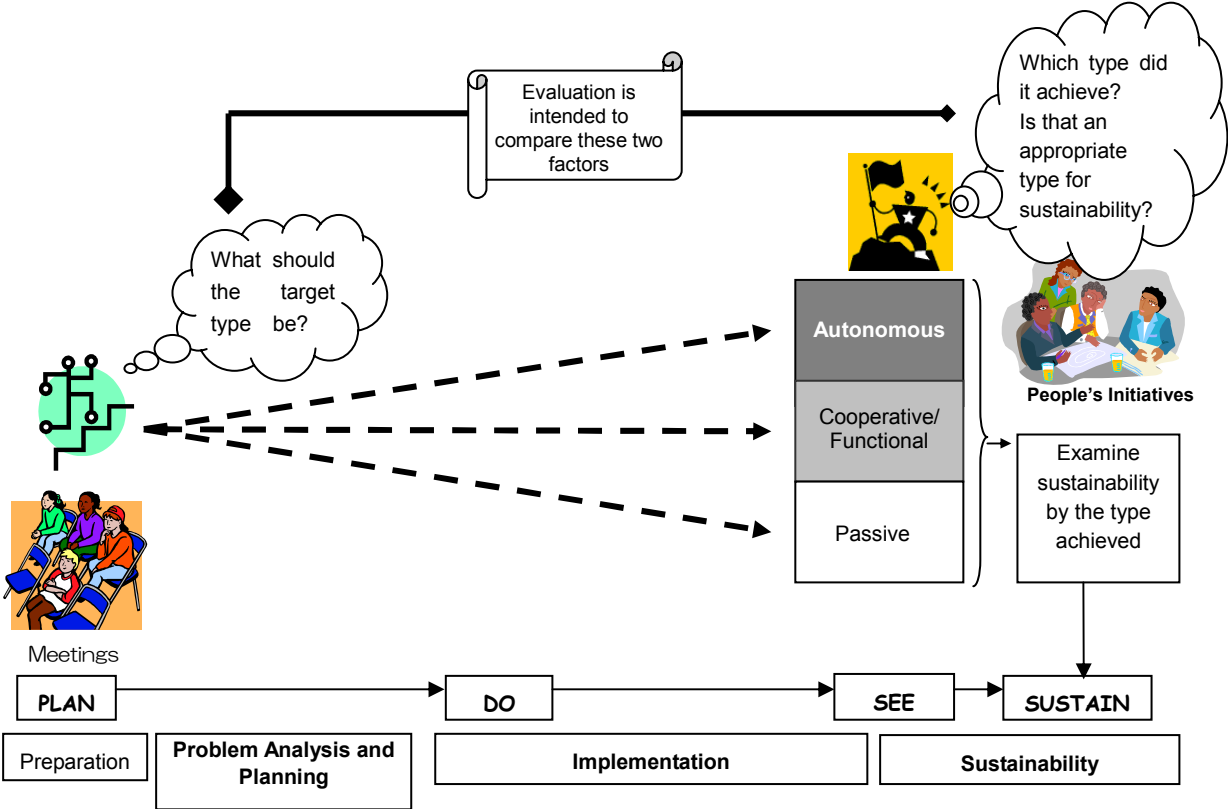 Evaluation is
intended to
compare these two
factors
Which type did
it achieve?
Is that an
appropriate
type for
sustainability?
What should
the target
type be?
Autonomous
Cooperative/
Functional
Passive
People's Initiatives
Examine
sustainability
by the type
achieved
Meetings
PLAN
DO
SEE
SUSTAIN
Preparation
Problem Analysis and
Planning
Implementation
Sustainability